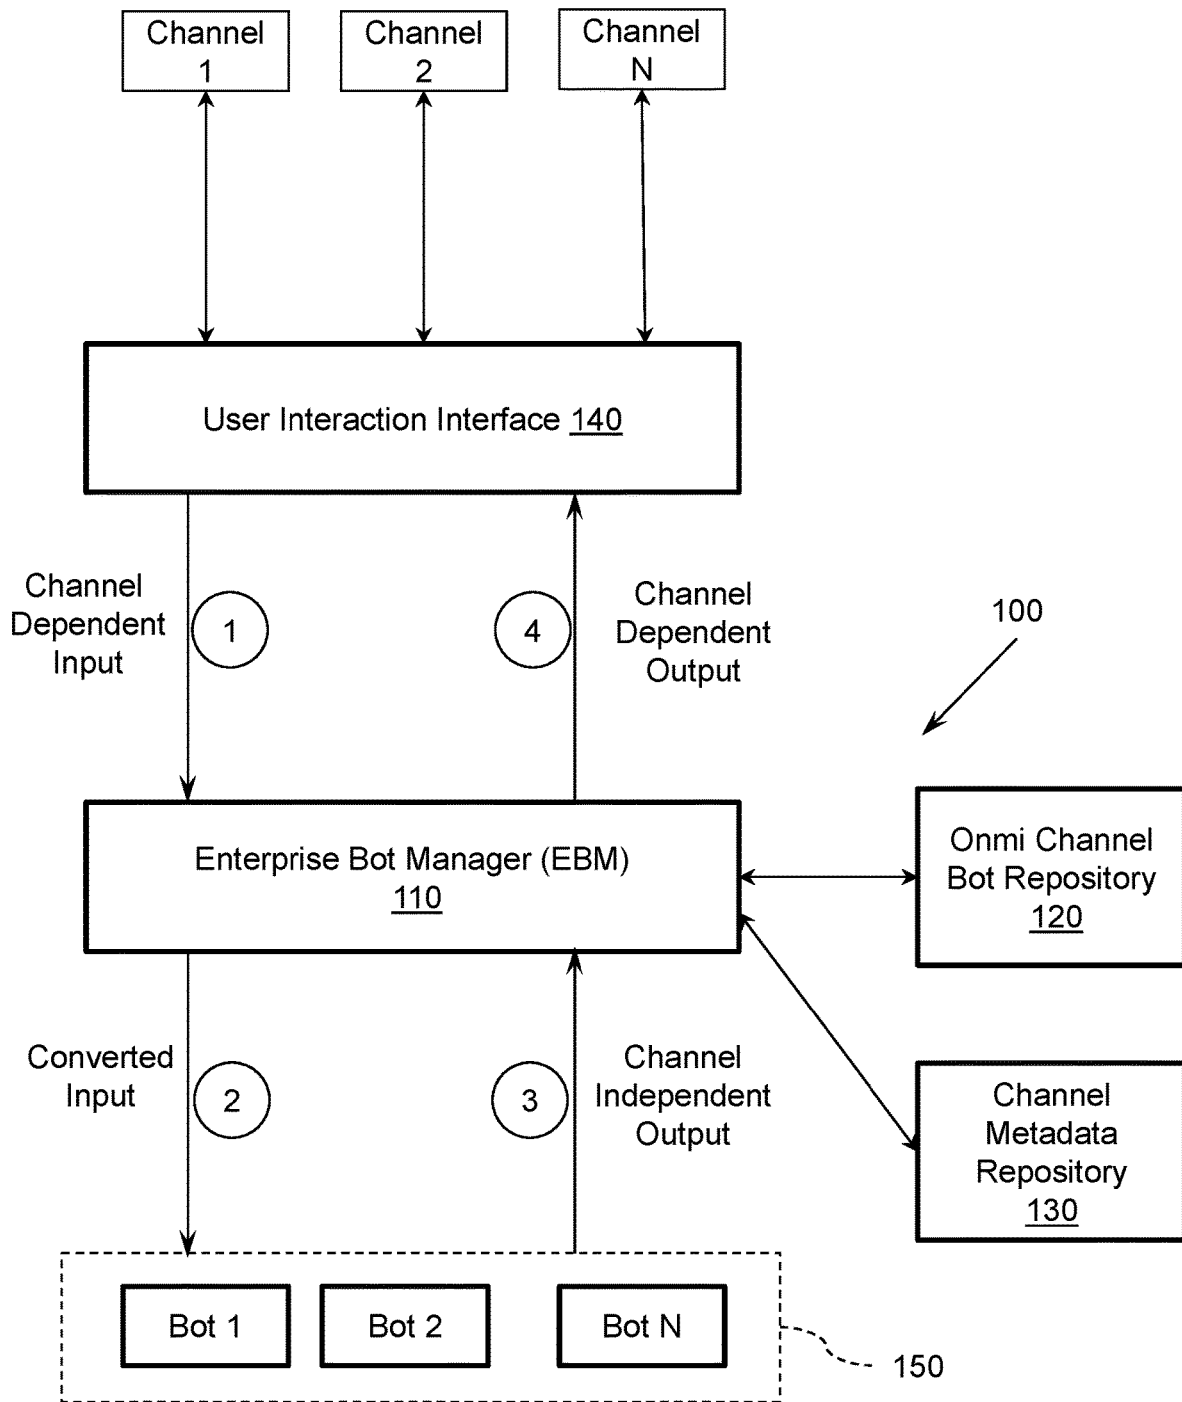 Channel
1
Channel
2
Channel
N
User Interaction Interface 140
Channel
Dependent
Input
1
4
Channel
Dependent
Output
100
Enterprise Bot Manager (EBM)
110
Onmi Channel
Bot Repository
120
Converted
Input
2
3
Channel
Independent
Output
Channel
Metadata
Repository
130
Bot 1
Bot 2
Bot N
150